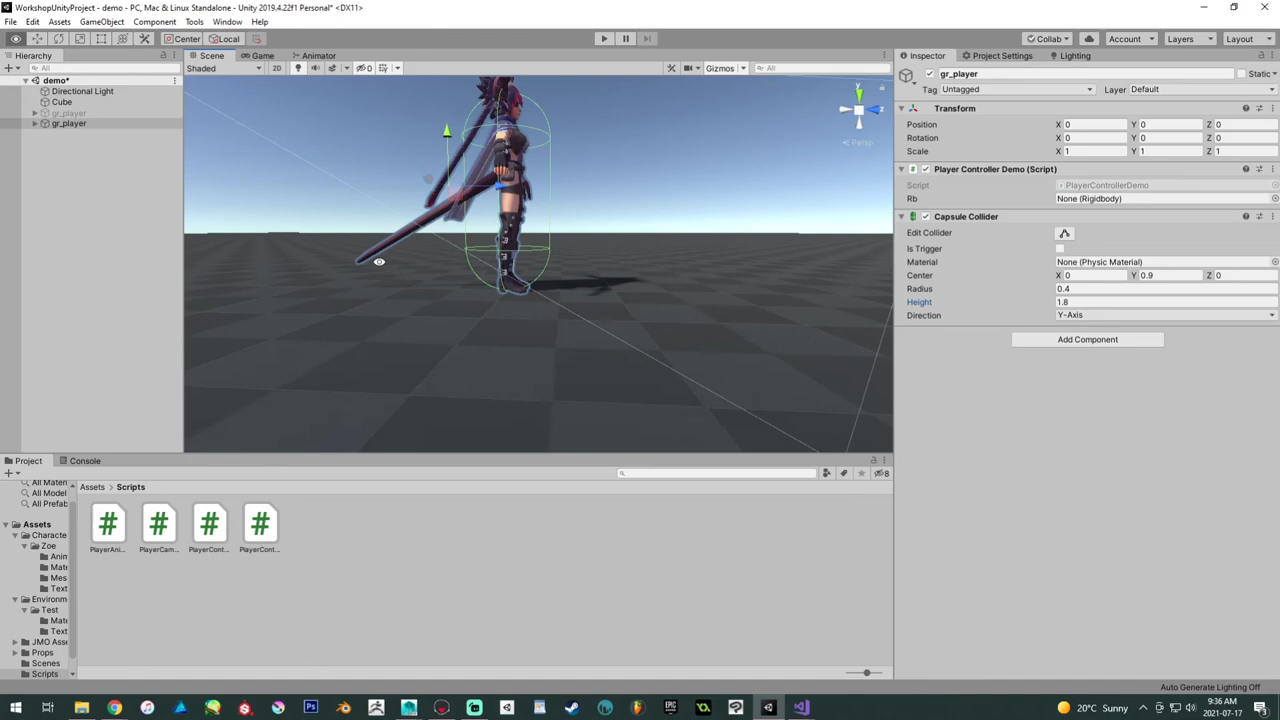 WorkshopUnityProject - demo - PC, Mac & Linux Standalone - Unity 2019.4.22f1 Personal* <DX11>
File Edit Assets GameObject Component Tools Window Help
Center Local Collab Account Layers Layout
Hierarchy
All
demo*
Directional Light
Cube
gr_player
gr_player
Scene Game Animator
Shaded 2D 0 Gizmos All
y
z
Persp
Inspector Project Settings Lighting
gr_player Static
Tag Untagged Layer Default
Transform
Position X 0 Y 0 Z 0
Rotation X 0 Y 0 Z 0
Scale X 1 Y 1 Z 1
# Player Controller Demo (Script)
Script PlayerControllerDemo
Rb None (Rigidbody)
Capsule Collider
Edit Collider
Is Trigger
Material None (Physic Material)
Center X 0 Y 0.9 Z 0
Radius 0.4
Height 1.8
Direction Y-Axis
Add Component
Project Console
8
All Materi
All Model
All Prefab
Assets
Characte
Zoe
Anim
Mate
Mes
Text
Environm
Test
Mate
Text
JMO Asse
Props
Scenes
Scripts
Assets > Scripts
# # # #
PlayerAni... PlayerCam... PlayerCont... PlayerCont...
Auto Generate Lighting Off
20°C Sunny
9:36 AM
2021-07-17